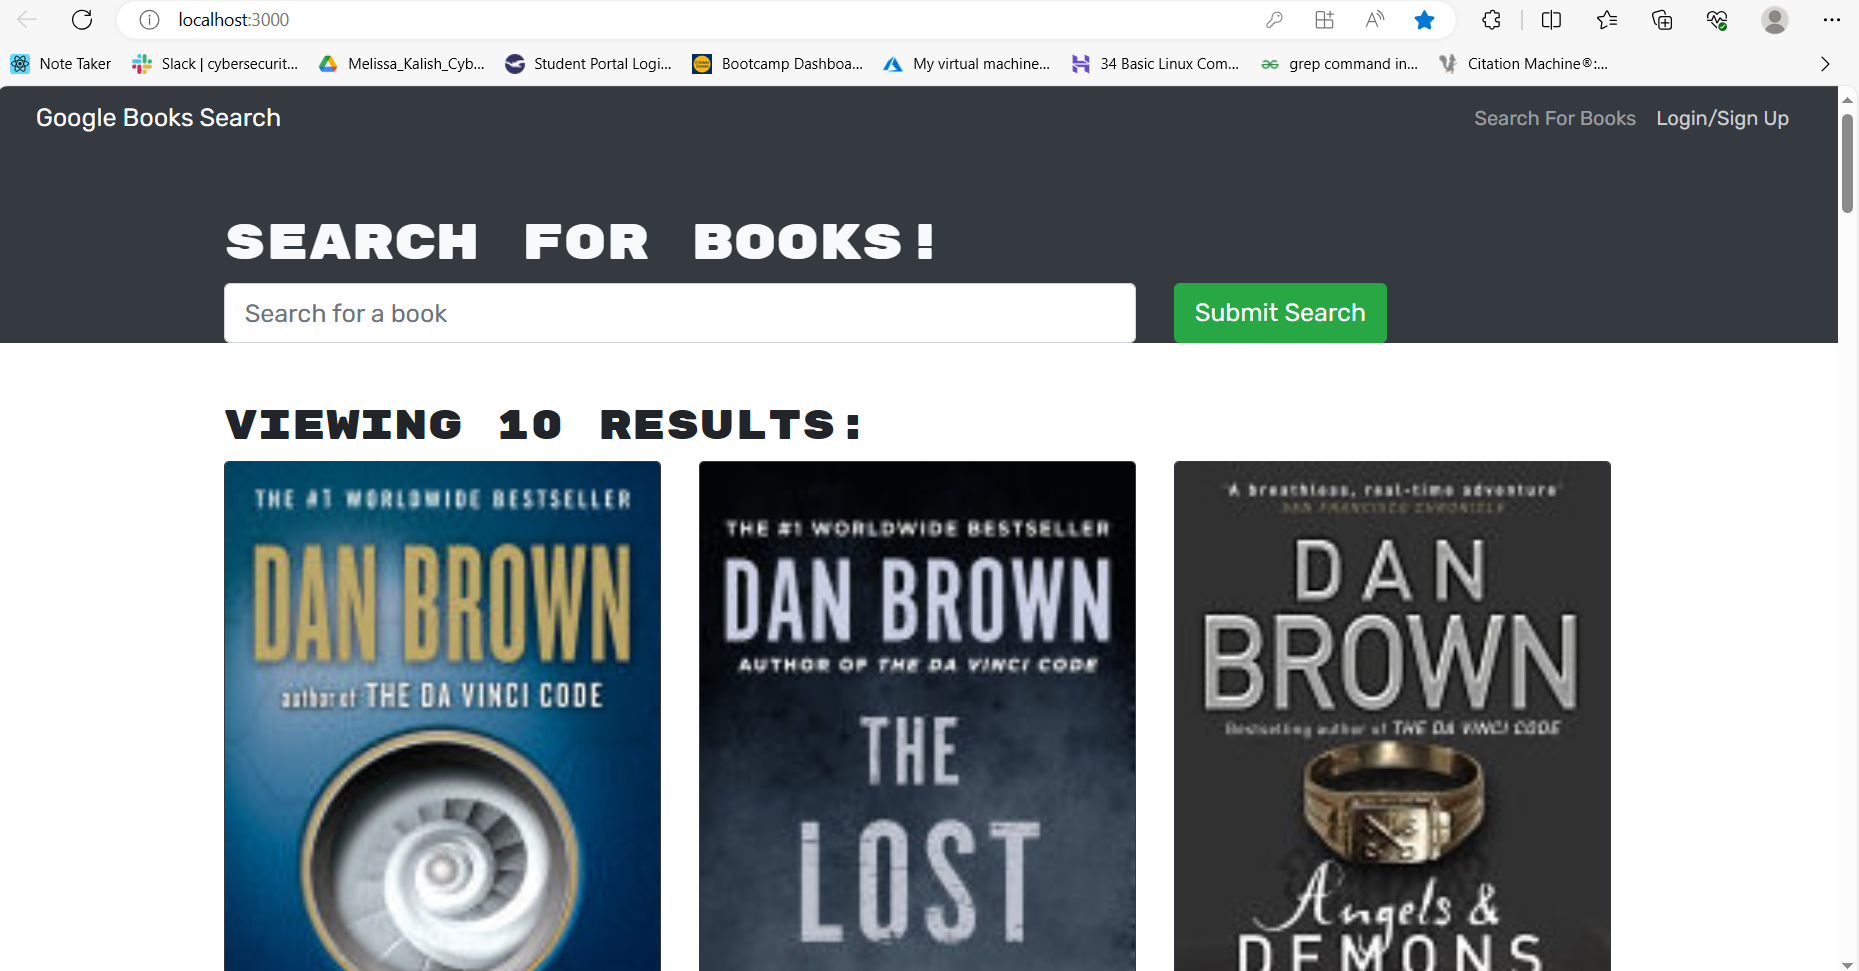 localhost:3000
Note Taker
Slack | cybersecurit...
Melissa_Kalish_Cyb...
Student Portal Logi...
Bootcamp Dashboa...
My virtual machine...
34 Basic Linux Com...
grep command in...
Citation Machine®:...
Google Books Search
Search For Books
Login/Sign Up
SEARCH FOR BOOKS!
Search for a book
Submit Search
VIEWING 10 RESULTS:
THE #1 WORLDWIDE BESTSELLER
DAN BROWN
author of THE DA VINCI CODE
THE #1 WORLDWIDE BESTSELLER
DAN BROWN
AUTHOR OF THE DA VINCI CODE
THE
LOST
'A breathless, real-time adventure'
SAN FRANCISCO CHRONICLE
DAN
BROWN
Bestselling author of THE DA VINCI CODE
Angels &
DEMONS